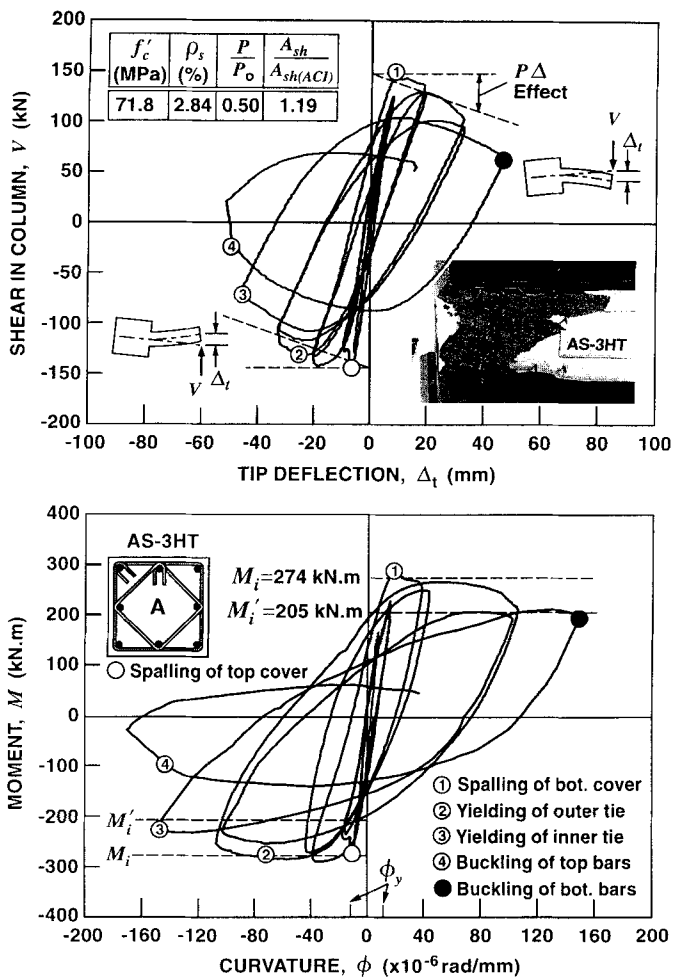 f'c (MPa) ρs (%) P/Po Ash/Ash(ACI)
71.8 2.84 0.50 1.19
PΔ Effect
V
Δt
AS-3HT
V Δt
1
2
3
4
200
150
100
50
0
-50
-100
-150
-200
SHEAR IN COLUMN, V (kN)
-100 -80 -60 -40 -20 0 20 40 60 80 100
TIP DEFLECTION, Δt (mm)
AS-3HT
A
Mi=274 kN.m
Mi'=205 kN.m
Spalling of top cover
1
2
3
4
Mi'
Mi
ϕy
① Spalling of bot. cover
② Yielding of outer tie
③ Yielding of inner tie
④ Buckling of top bars
Buckling of bot. bars
400
300
200
100
0
-100
-200
-300
-400
MOMENT, M (kN.m)
-200 -160 -120 -80 -40 0 40 80 120 160 200
CURVATURE, ϕ (x10-6 rad/mm)